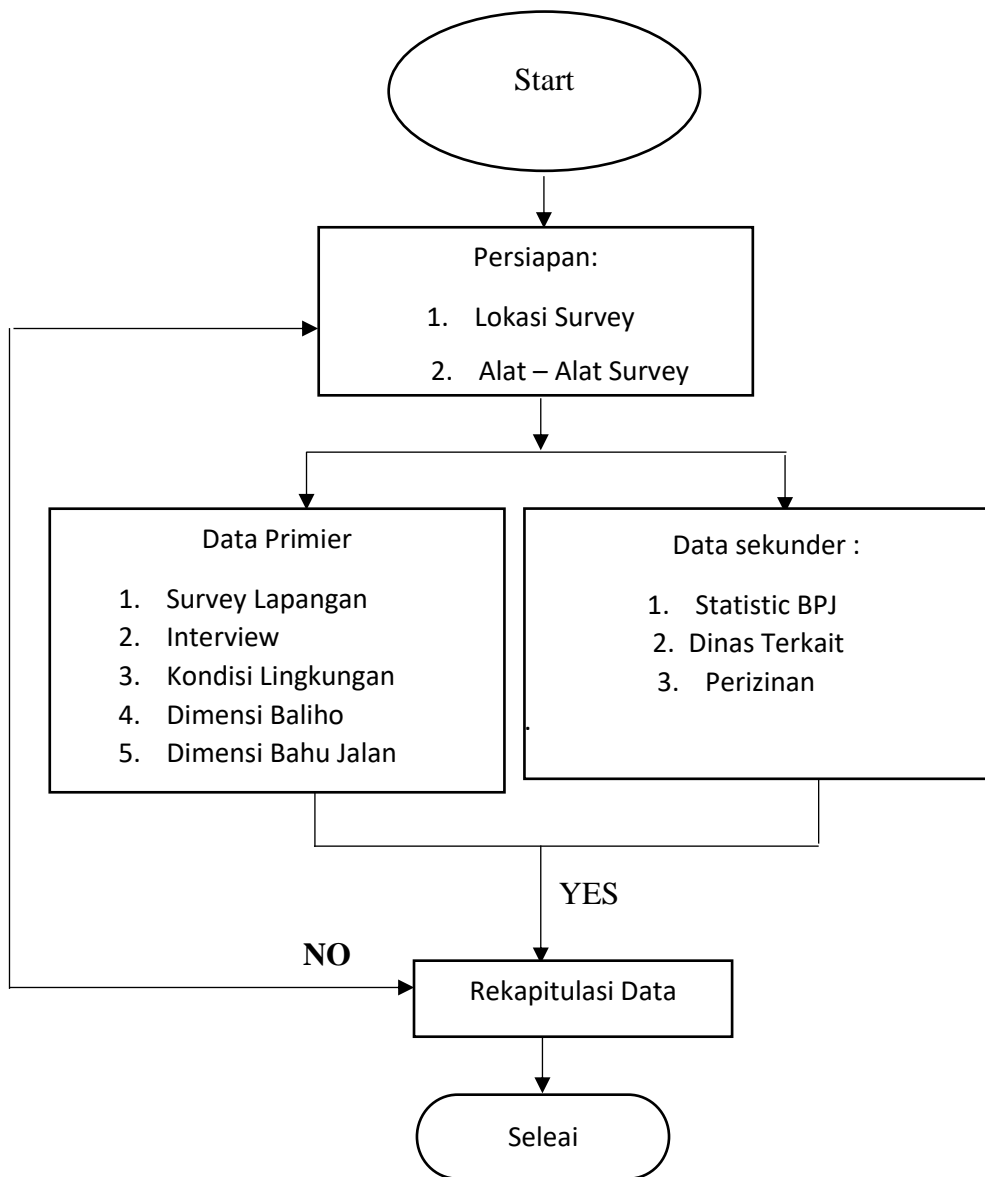 Start
Persiapan:
1. Lokasi Survey
2. Alat – Alat Survey
Data Primier
1. Survey Lapangan
2. Interview
3. Kondisi Lingkungan
4. Dimensi Baliho
5. Dimensi Bahu Jalan
Data sekunder :
1. Statistic BPJ
2. Dinas Terkait
3. Perizinan
.
YES
NO
Rekapitulasi Data
Seleai